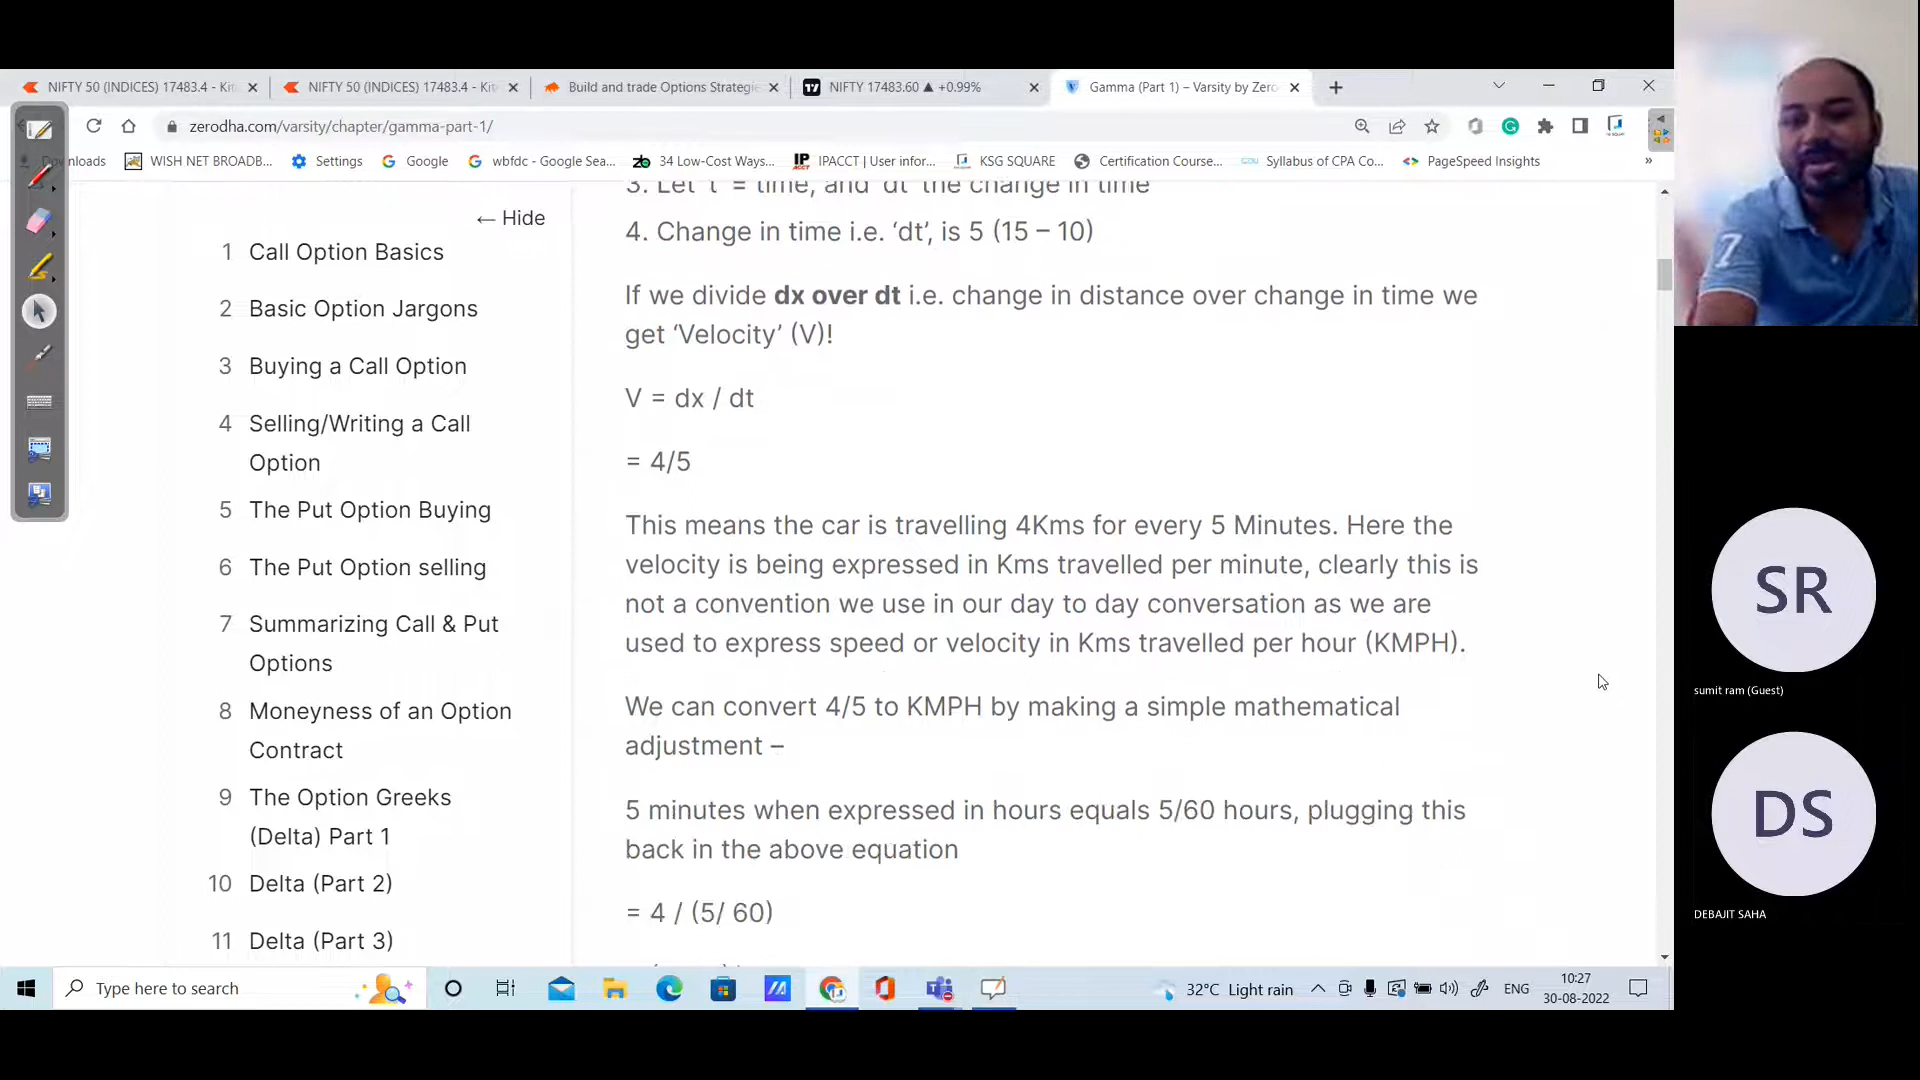 NIFTY 50 (INDICES) 17483.4 - Kit
NIFTY 50 (INDICES) 17483.4 - Kit
Build and trade Options Strategie
NIFTY 17483.60 ▲ +0.99%
Gamma (Part 1) – Varsity by Zero
zerodha.com/varsity/chapter/gamma-part-1/
WISH NET BROADB...
Settings
Google
wbfdc - Google Sea...
34 Low-Cost Ways...
IPACCT | User infor...
KSG SQUARE
Certification Course...
Syllabus of CPA Co...
PageSpeed Insights
»
← Hide
1 Call Option Basics
2 Basic Option Jargons
3 Buying a Call Option
4 Selling/Writing a Call
Option
5 The Put Option Buying
6 The Put Option selling
7 Summarizing Call & Put
Options
8 Moneyness of an Option
Contract
9 The Option Greeks
(Delta) Part 1
10 Delta (Part 2)
11 Delta (Part 3)
3. Let ‘t’ = time, and ‘dt’ the change in time
4. Change in time i.e. ‘dt’, is 5 (15 – 10)
If we divide dx over dt i.e. change in distance over change in time we
get ‘Velocity’ (V)!
V = dx / dt
= 4/5
This means the car is travelling 4Kms for every 5 Minutes. Here the
velocity is being expressed in Kms travelled per minute, clearly this is
not a convention we use in our day to day conversation as we are
used to express speed or velocity in Kms travelled per hour (KMPH).
We can convert 4/5 to KMPH by making a simple mathematical
adjustment –
5 minutes when expressed in hours equals 5/60 hours, plugging this
back in the above equation
= 4 / (5/ 60)
Type here to search
32°C Light rain
ENG
10:27
30-08-2022
7
SR
sumit ram (Guest)
DS
DEBAJIT SAHA